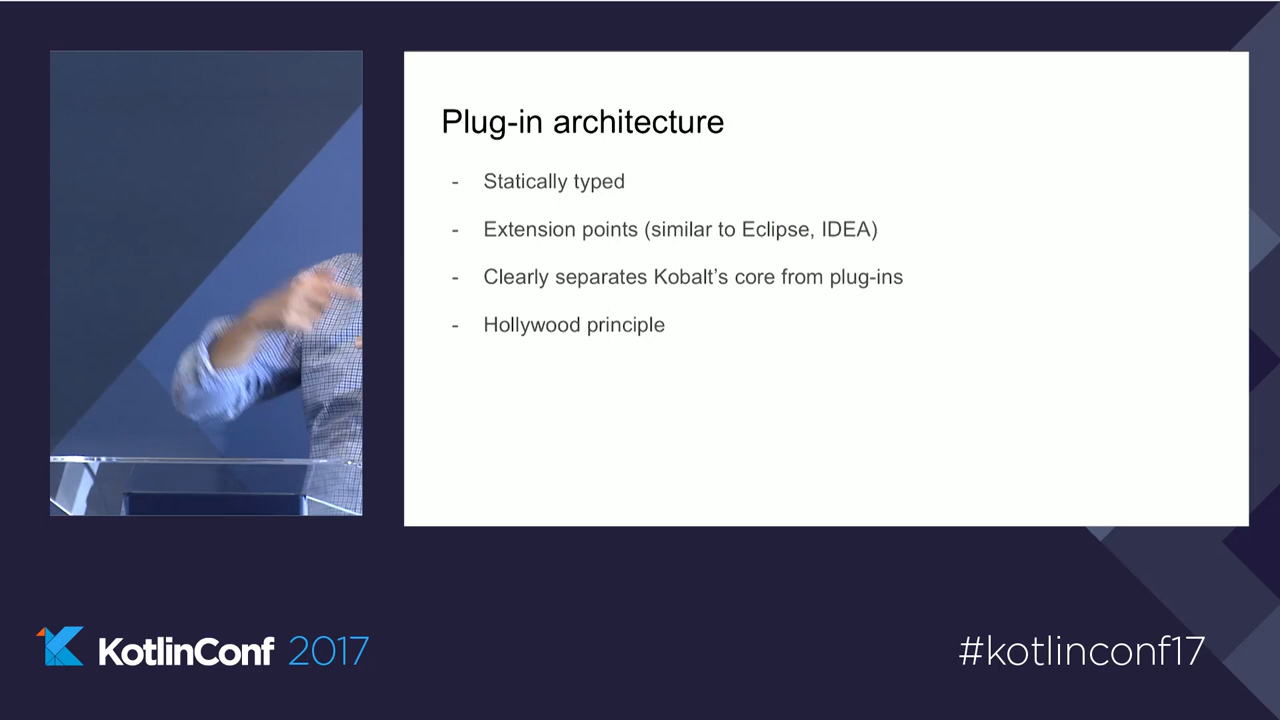 Plug-in architecture
- Statically typed
- Extension points (similar to Eclipse, IDEA)
- Clearly separates Kobalt’s core from plug-ins
- Hollywood principle
KotlinConf 2017
#kotlinconf17